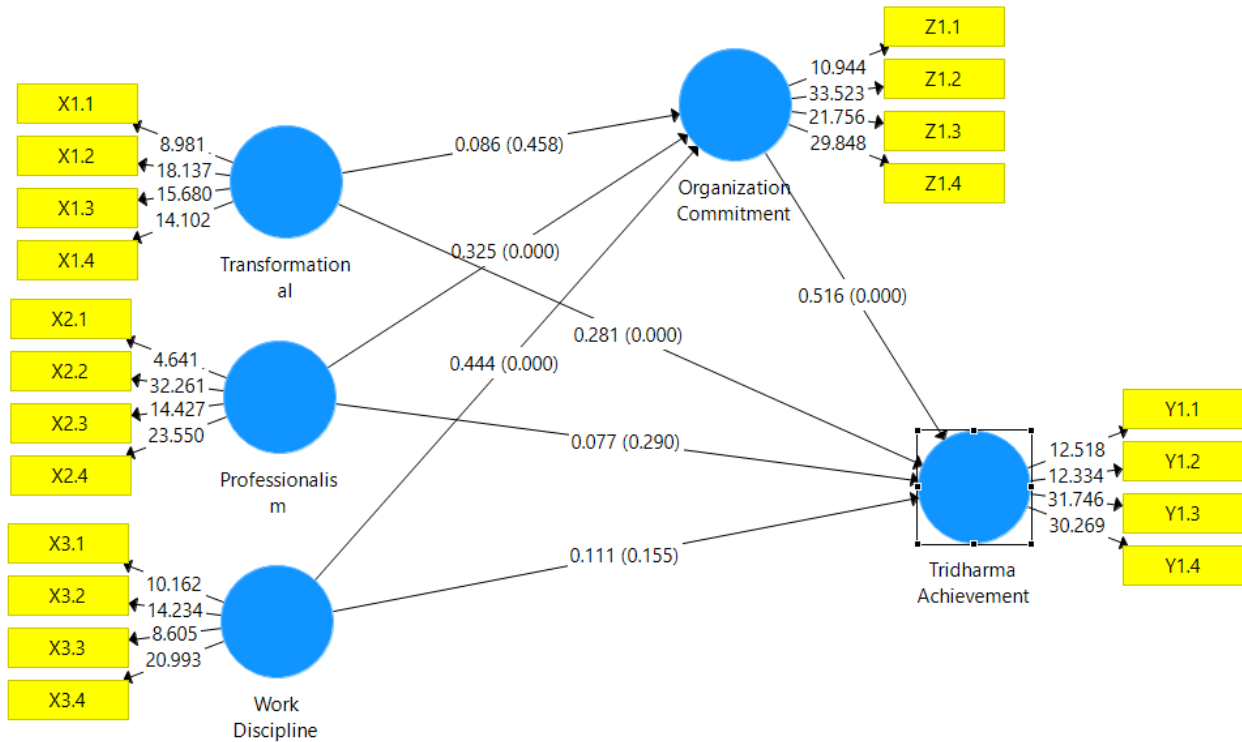 X1.1
X1.2
X1.3
X1.4
8.981
18.137
15.680
14.102
Transformation
al
X2.1
X2.2
X2.3
X2.4
4.641
32.261
14.427
23.550
Professionalis
m
X3.1
X3.2
X3.3
X3.4
10.162
14.234
8.605
20.993
Work
Discipline
0.086 (0.458)
0.325 (0.000)
0.444 (0.000)
0.281 (0.000)
0.077 (0.290)
0.111 (0.155)
0.516 (0.000)
Organization
Commitment
10.944
33.523
21.756
29.848
Z1.1
Z1.2
Z1.3
Z1.4
Tridharma
Achievement
12.518
12.334
31.746
30.269
Y1.1
Y1.2
Y1.3
Y1.4